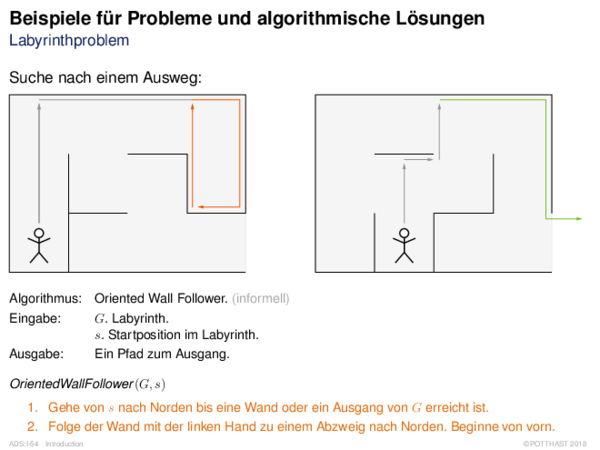 Beispiele für Probleme und algorithmische Lösungen
Labyrinthproblem
Suche nach einem Ausweg:
Algorithmus: Oriented Wall Follower. (informell)
Eingabe: G. Labyrinth.
s. Startposition im Labyrinth.
Ausgabe: Ein Pfad zum Ausgang.
OrientedWallFollower(G, s)
1. Gehe von s nach Norden bis eine Wand oder ein Ausgang von G erreicht ist.
2. Folge der Wand mit der linken Hand zu einem Abzweig nach Norden. Beginne von vorn.
ADS:I-54 Introduction © POTTHAST 2018